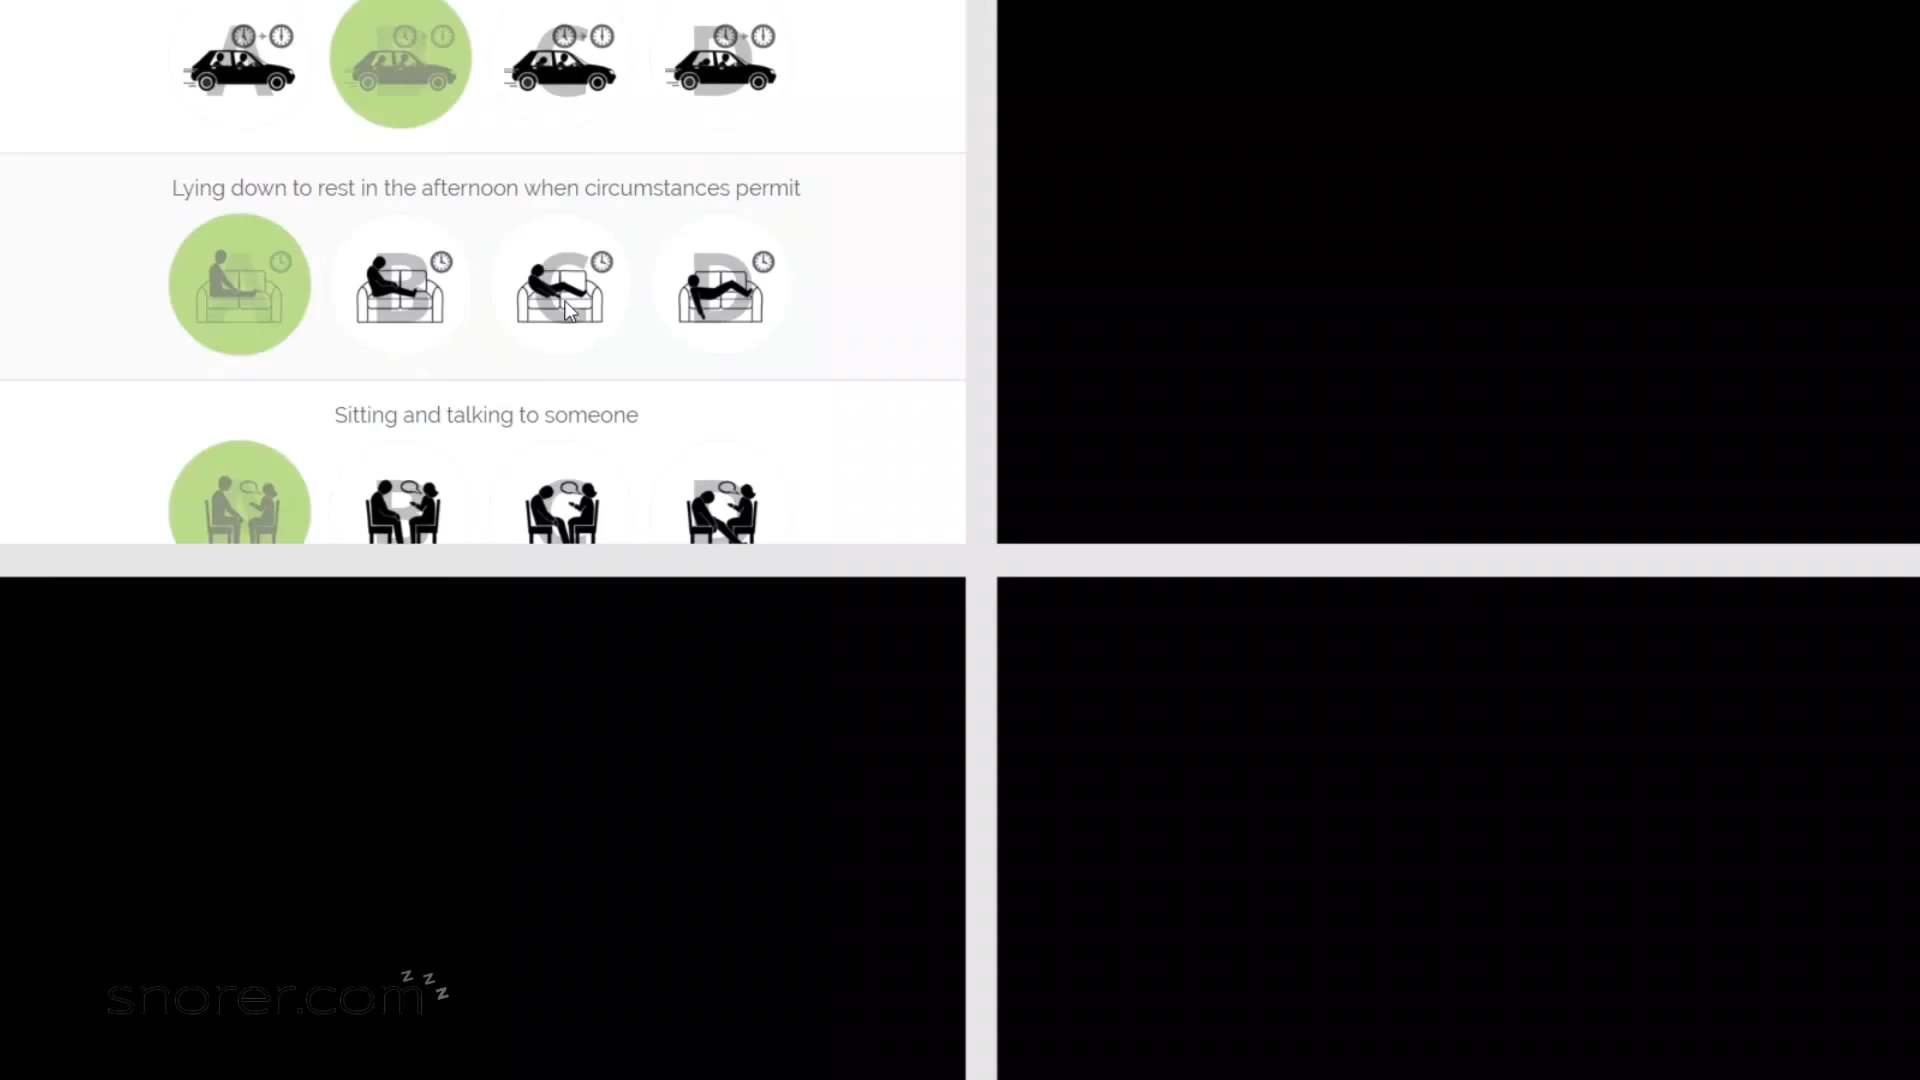 A B C D
Lying down to rest in the afternoon when circumstances permit
A B C D
Sitting and talking to someone
A B C D
snorer.com z z z